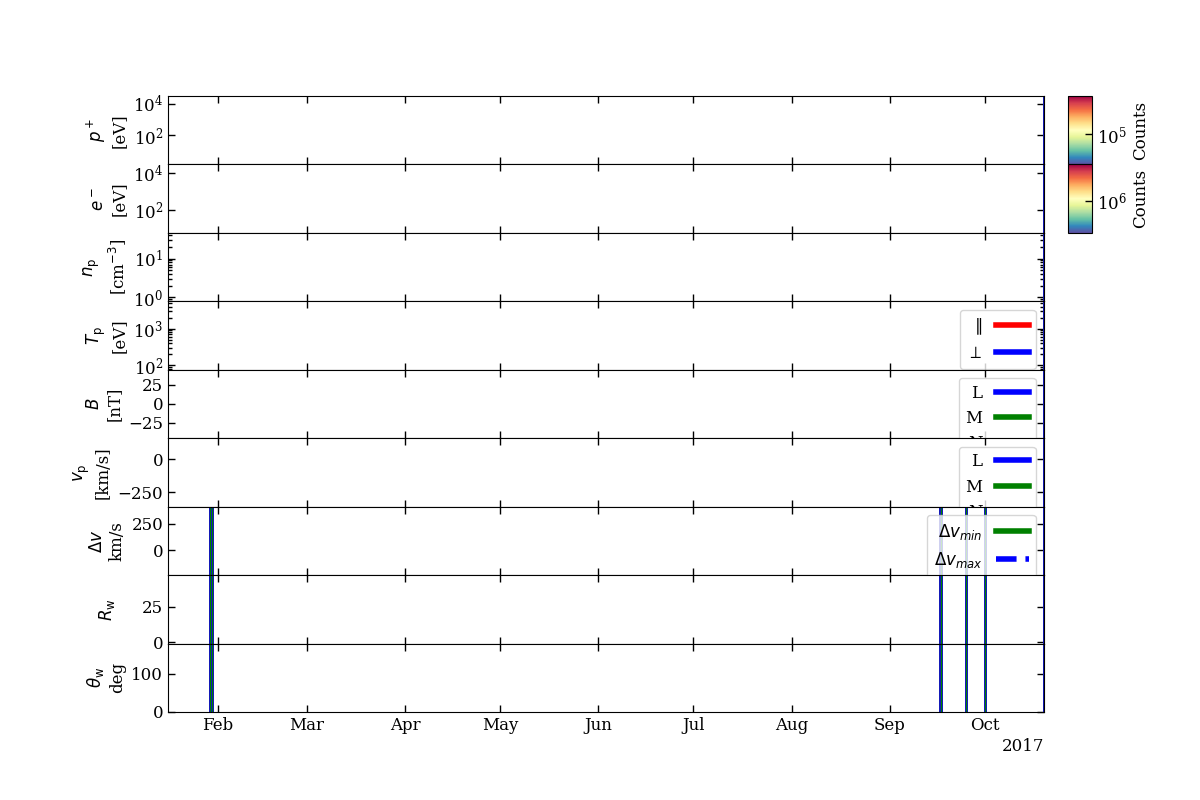 p+
[eV]
10^4
10^2
10^5
Counts
e−
[eV]
10^4
10^2
10^6
Counts
n_p
[cm−3]
10^1
10^0
T_p
[eV]
10^3
10^2
∥
⊥
B
[nT]
25
0
−25
L
M
v_p
[km/s]
0
−250
L
M
Δv
km/s
250
0
Δv_min
Δv_max
R_w
25
0
θ_w
deg
100
0
Feb Mar Apr May Jun Jul Aug Sep Oct
2017